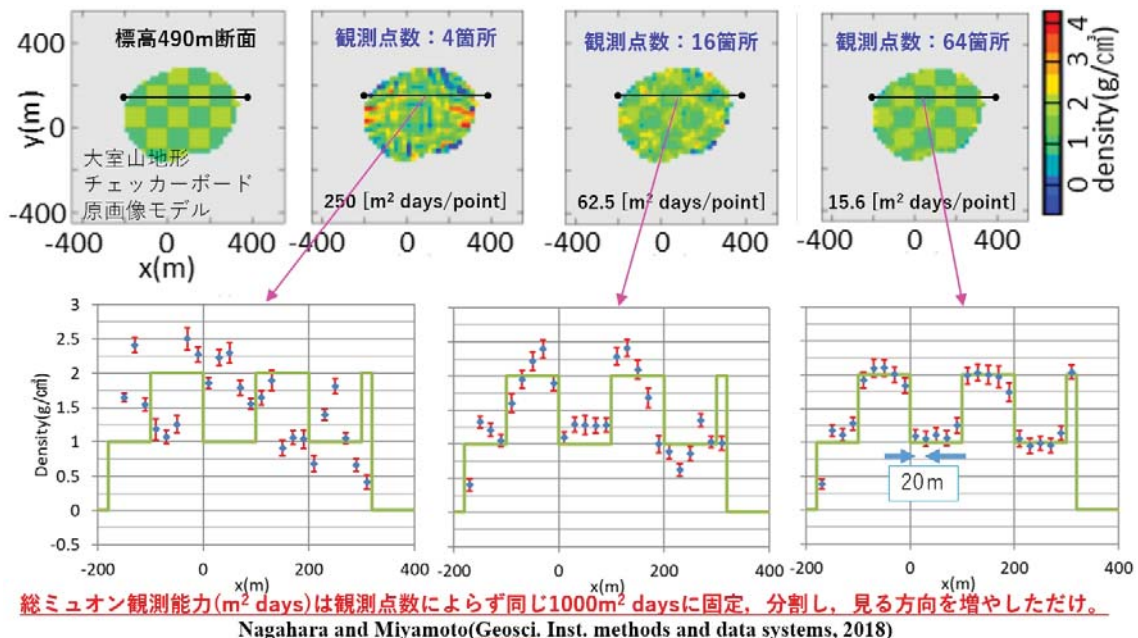 標高490m断面
観測点数：4箇所
観測点数：16箇所
観測点数：64箇所
400
200
0
y(m)
-400
大室山地形
チェッカーボード
原画像モデル
250 [m² days/point]
62.5 [m² days/point]
15.6 [m² days/point]
-400 0 400
-400 0 400
-400 0 400
-400 0 400
x(m)
0 1 2 3 4
density(g/cm³)
3
2.5
2
1.5
1
0.5
0
-0.5
Density(g/cm³)
-200 0 200 400
x(m)
-200 0 200 400
x(m)
20m
-200 0 200 400
x(m)
総ミュオン観測能力(m² days)は観測点数によらず同じ1000m² daysに固定，分割し，見る方向を増やしただけ。
Nagahara and Miyamoto(Geosci. Inst. methods and data systems, 2018)